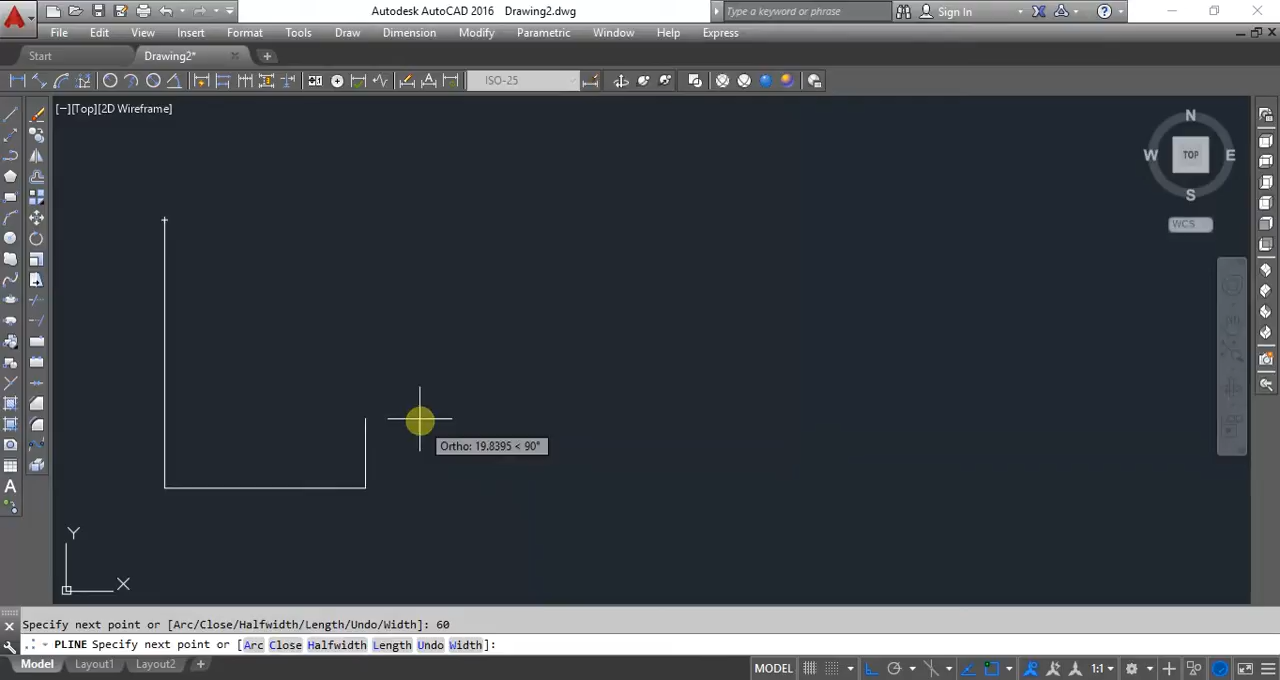 Autodesk AutoCAD 2016 Drawing2.dwg
Type a keyword or phrase
Sign In
File Edit View Insert Format Tools Draw Dimension Modify Parametric Window Help Express
Start Drawing2*
ISO-25
[−][Top][2D Wireframe]
N
W TOP E
S
WCS
Ortho: 19.8395 < 90°
Y
X
Specify next point or [Arc/Close/Halfwidth/Length/Undo/Width]: 60
PLINE Specify next point or [Arc Close Halfwidth Length Undo Width]:
Model Layout1 Layout2 +
MODEL 1:1